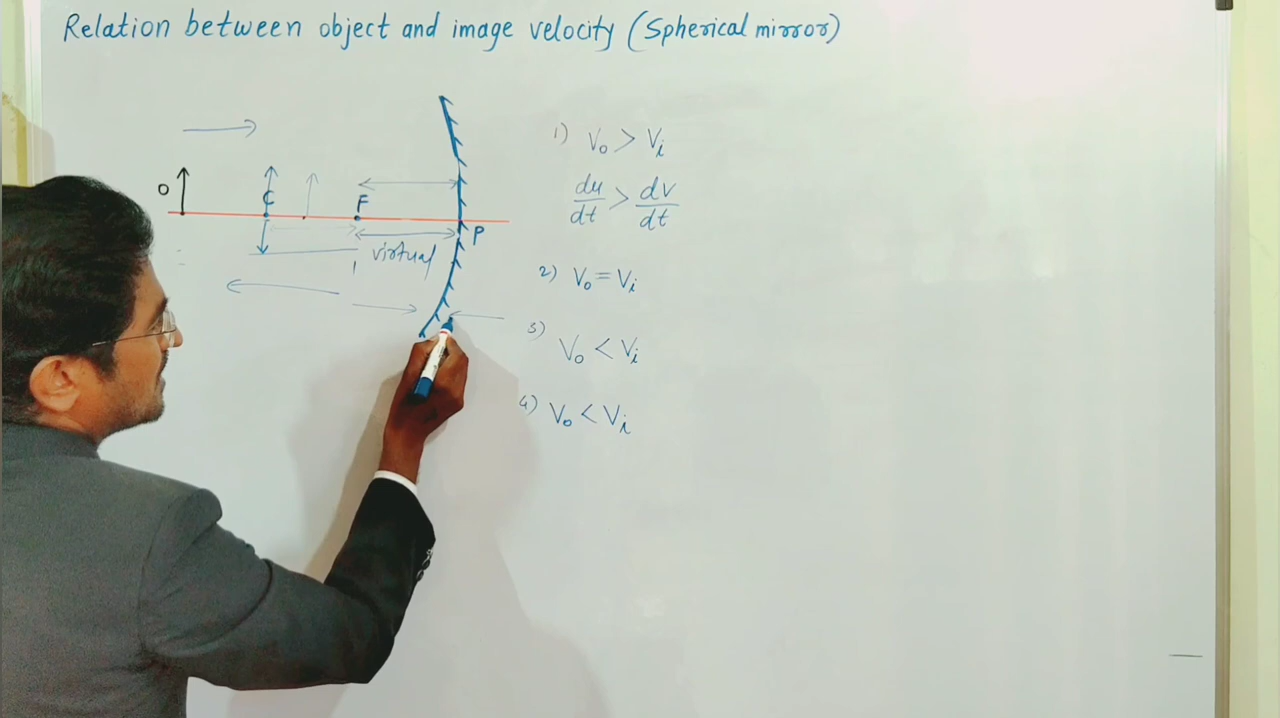 Relation between object and image velocity (Spherical mirror)
O
C
F
P
virtual
1) V₀ > Vᵢ
du/dt > dv/dt
2) V₀ = Vᵢ
3) V₀ < Vᵢ
4) V₀ < Vᵢ